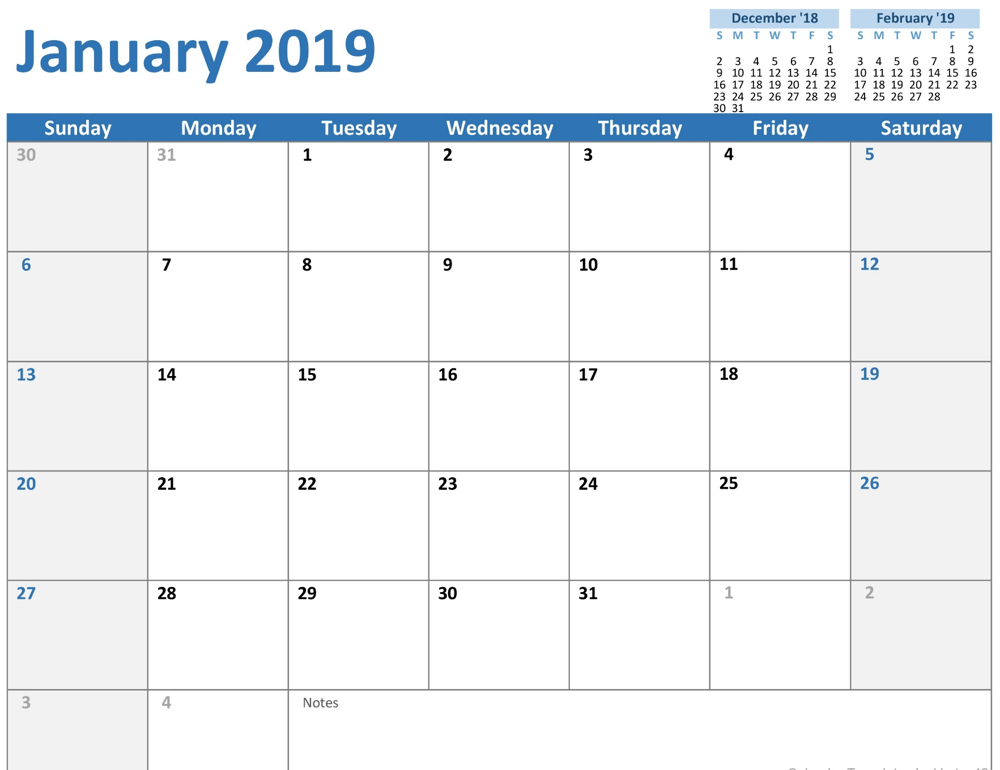 January 2019
December '18
S M T W T F S
1
2 3 4 5 6 7 8
9 10 11 12 13 14 15
16 17 18 19 20 21 22
23 24 25 26 27 28 29
30 31
February '19
S M T W T F S
1 2
3 4 5 6 7 8 9
10 11 12 13 14 15 16
17 18 19 20 21 22 23
24 25 26 27 28
Sunday Monday Tuesday Wednesday Thursday Friday Saturday
30 31 1 2 3 4 5
6 7 8 9 10 11 12
13 14 15 16 17 18 19
20 21 22 23 24 25 26
27 28 29 30 31 1 2
3 4 Notes